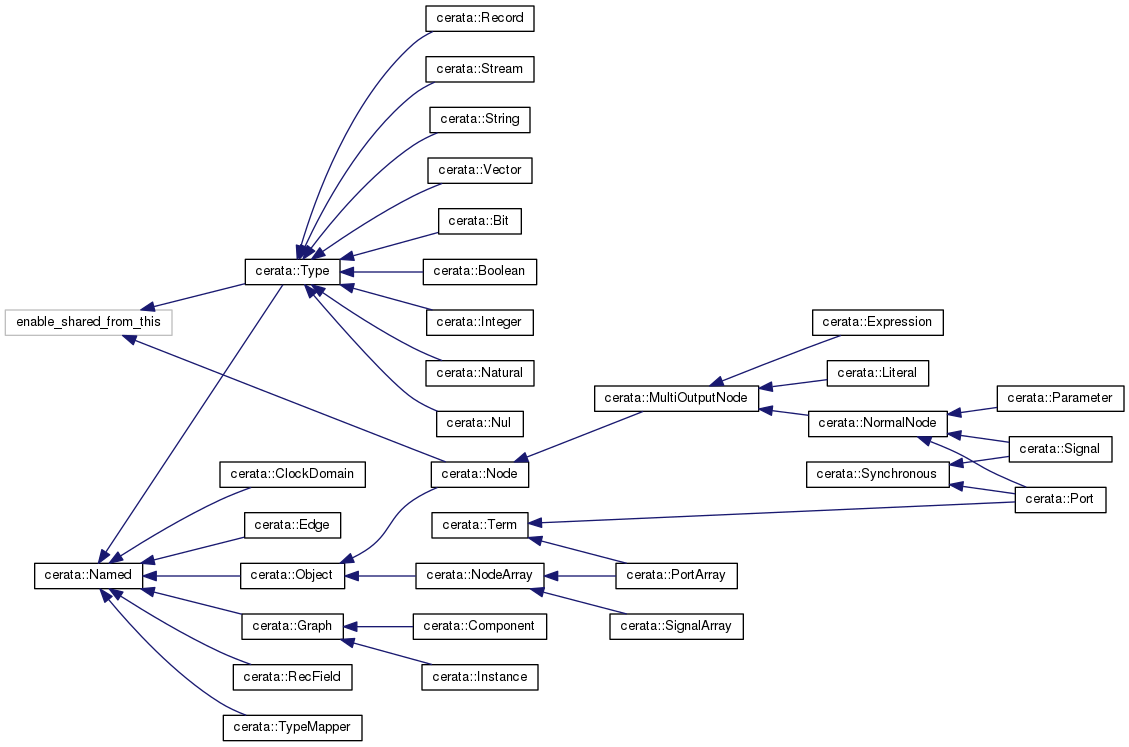 cerata::Record
cerata::Stream
cerata::String
cerata::Vector
cerata::Bit
cerata::Type
cerata::Boolean
enable_shared_from_this
cerata::Integer
cerata::Expression
cerata::Natural
cerata::Literal
cerata::MultiOutputNode
cerata::Parameter
cerata::Nul
cerata::NormalNode
cerata::Signal
cerata::ClockDomain
cerata::Node
cerata::Synchronous
cerata::Port
cerata::Edge
cerata::Term
cerata::Named
cerata::Object
cerata::NodeArray
cerata::PortArray
cerata::Graph
cerata::Component
cerata::SignalArray
cerata::RecField
cerata::Instance
cerata::TypeMapper